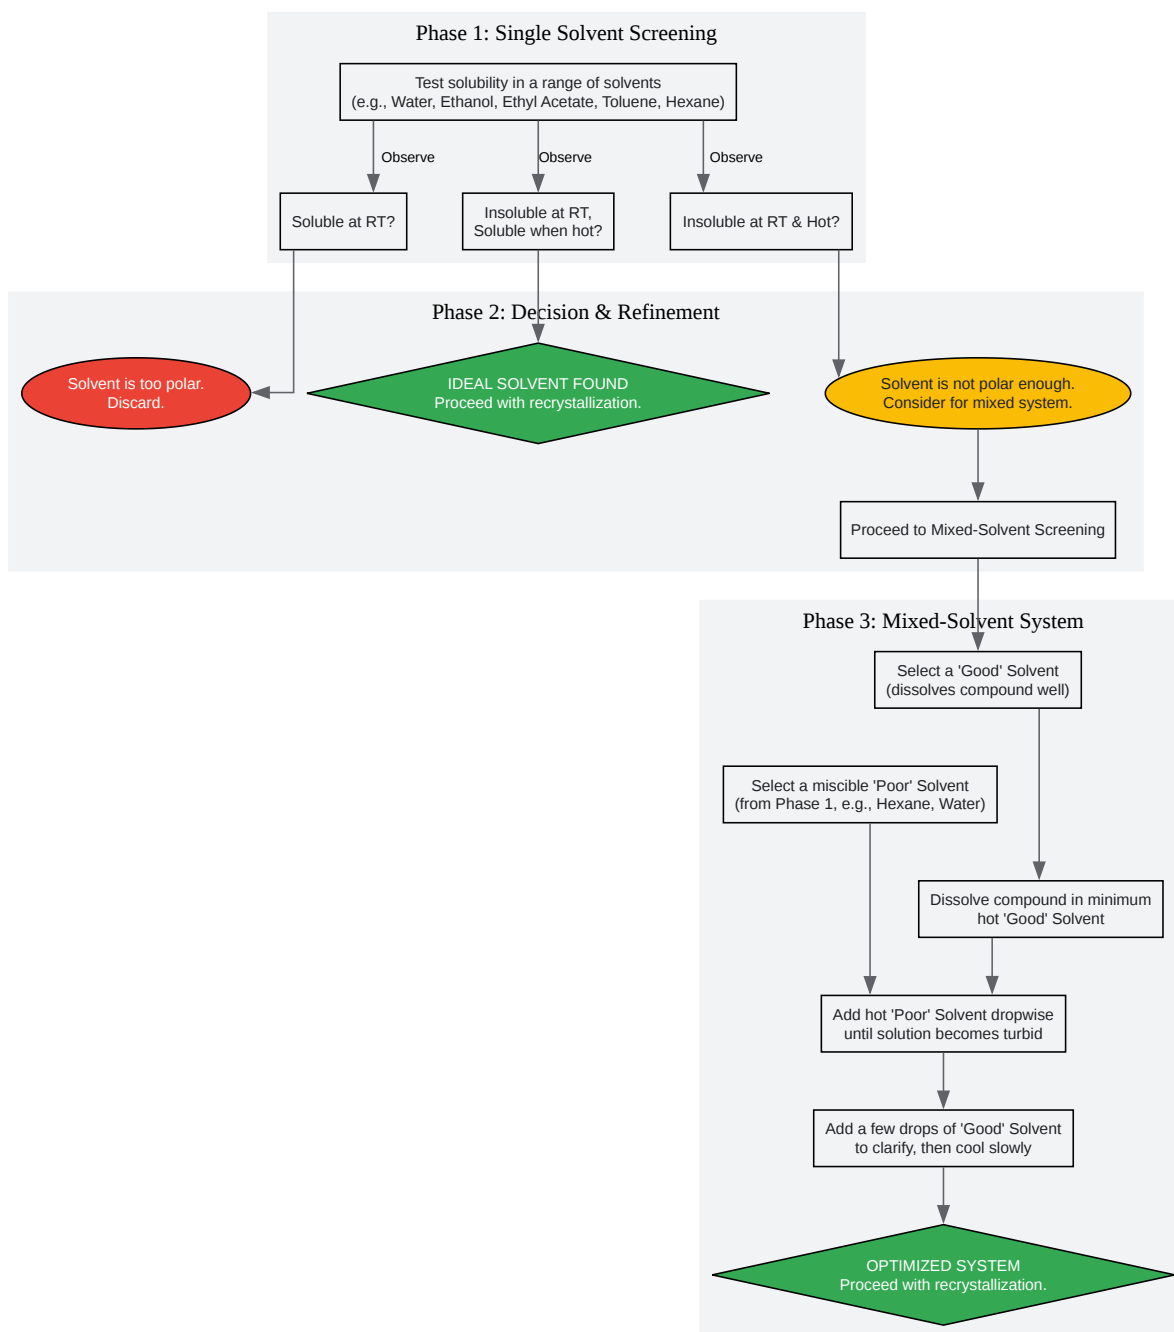 Phase 1: Single Solvent Screening
Test solubility in a range of solvents
(e.g., Water, Ethanol, Ethyl Acetate, Toluene, Hexane)
Observe
Observe
Observe
Soluble at RT?
Insoluble at RT,
Soluble when hot?
Insoluble at RT & Hot?
Phase 2: Decision & Refinement
Solvent is too polar.
Discard.
IDEAL SOLVENT FOUND
Proceed with recrystallization.
Solvent is not polar enough.
Consider for mixed system.
Proceed to Mixed-Solvent Screening
Phase 3: Mixed-Solvent System
Select a 'Good' Solvent
(dissolves compound well)
Select a miscible 'Poor' Solvent
(from Phase 1, e.g., Hexane, Water)
Dissolve compound in minimum
hot 'Good' Solvent
Add hot 'Poor' Solvent dropwise
until solution becomes turbid
Add a few drops of 'Good' Solvent
to clarify, then cool slowly
OPTIMIZED SYSTEM
Proceed with recrystallization.